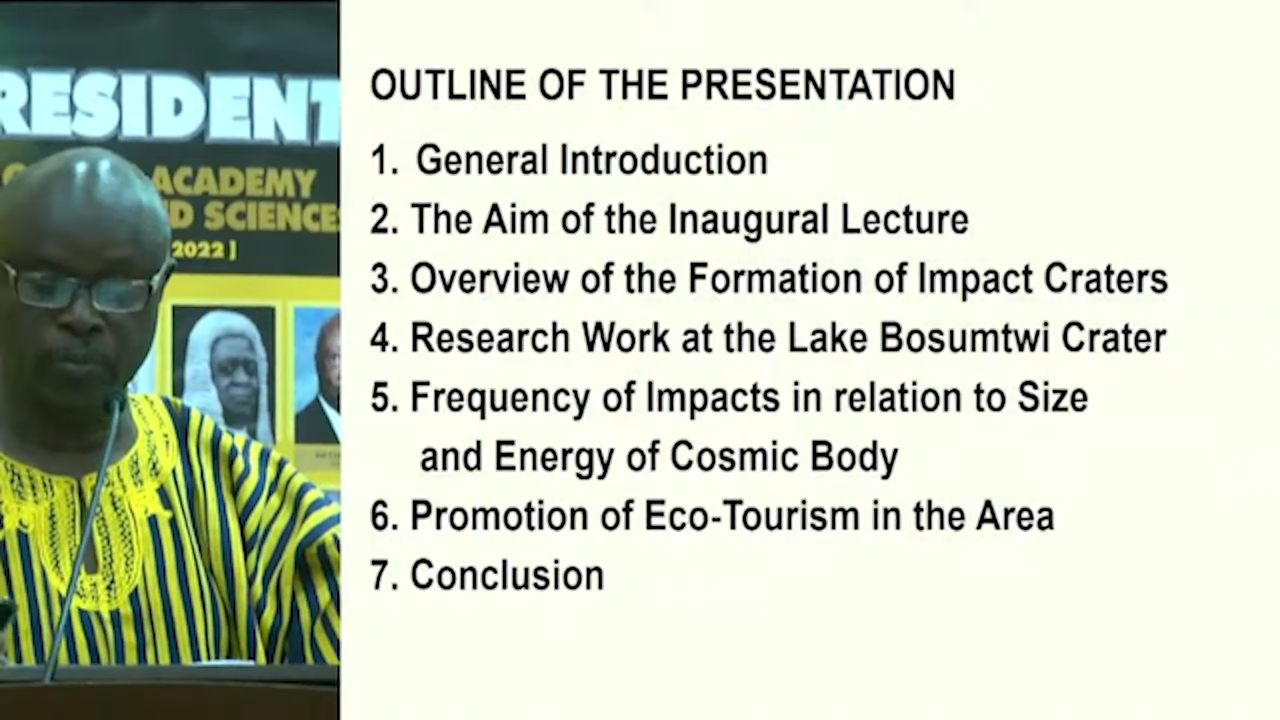 RESIDENT
ACADEMY
D SCIENCE
2022 ]
OUTLINE OF THE PRESENTATION
1. General Introduction
2. The Aim of the Inaugural Lecture
3. Overview of the Formation of Impact Craters
4. Research Work at the Lake Bosumtwi Crater
5. Frequency of Impacts in relation to Size
and Energy of Cosmic Body
6. Promotion of Eco-Tourism in the Area
7. Conclusion